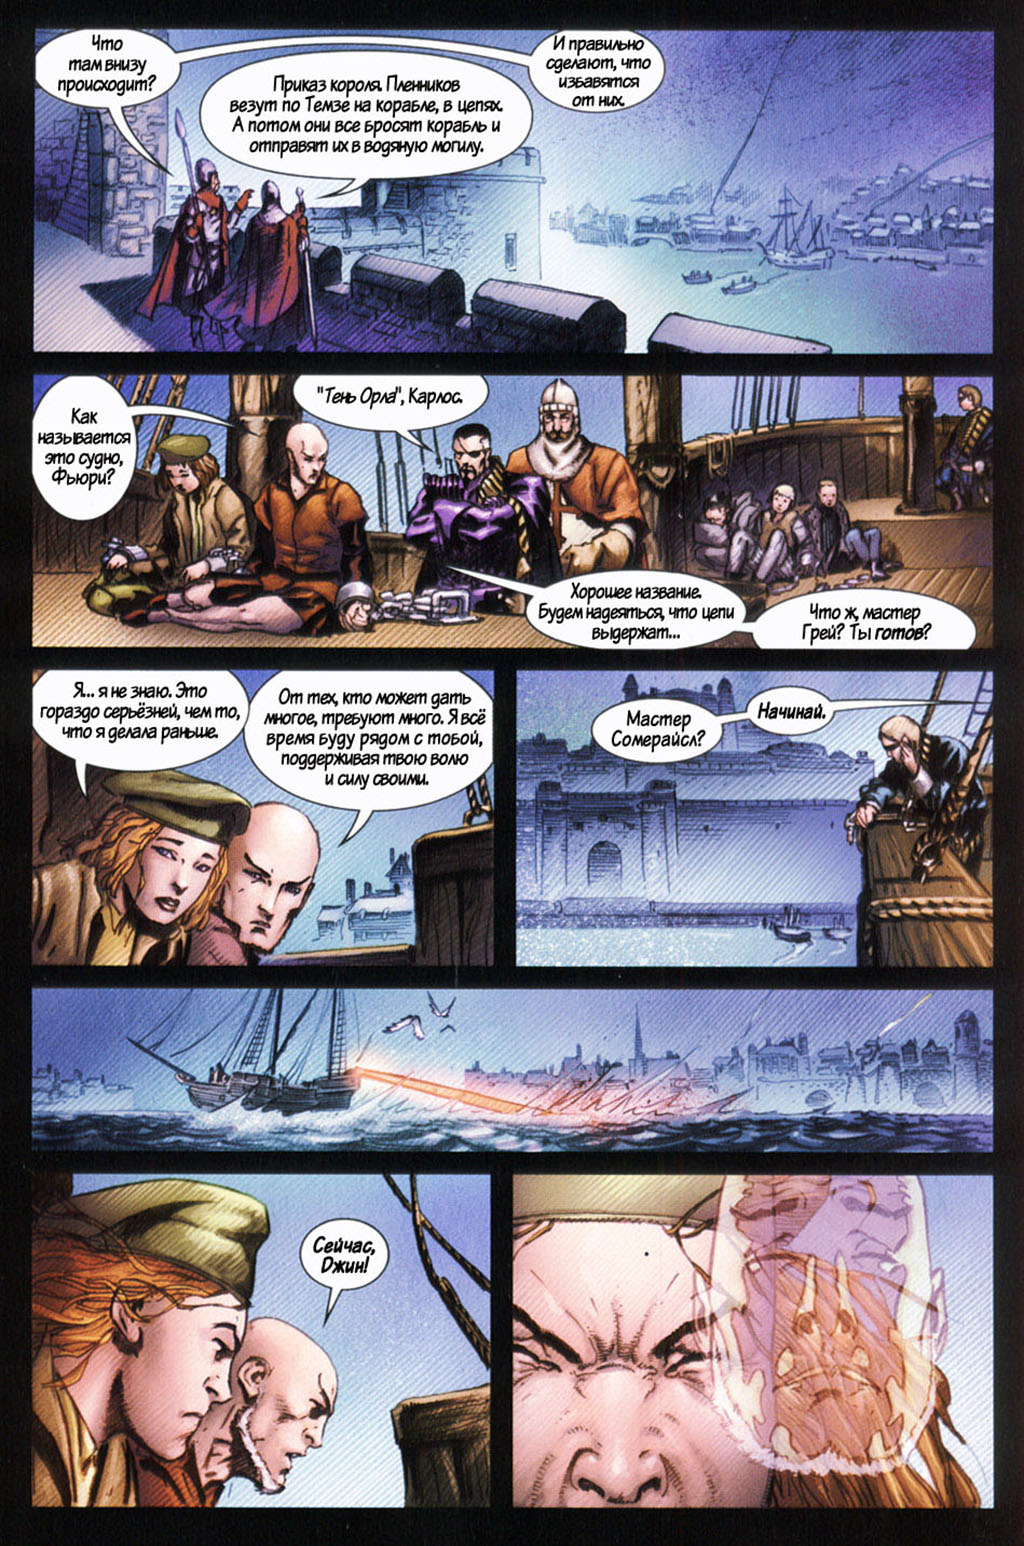 Что
там внизу
происходит?
Приказ короля. Пленников
везут по Темзе на корабле, в цепях.
А потом они все бросят корабль и
отправят их в водяную могилу.
И правильно
сделают, что
избавятся
от них.
Как
называется
это судно,
Фьюри?
"Тень Орла", Карлос.
Хорошее название.
Будем надеяться, что цепи
выдержат...
Что ж, мастер
Грей? Ты готов?
Я... я не знаю. Это
гораздо серьёзней, чем то,
что я делала раньше.
От тех, кто может дать
многое, требуют много. Я всё
время буду рядом с тобой,
поддерживая твою волю
и силу своими.
Мастер
Сомерайсл?
Начинай.
Сейчас,
Джин!